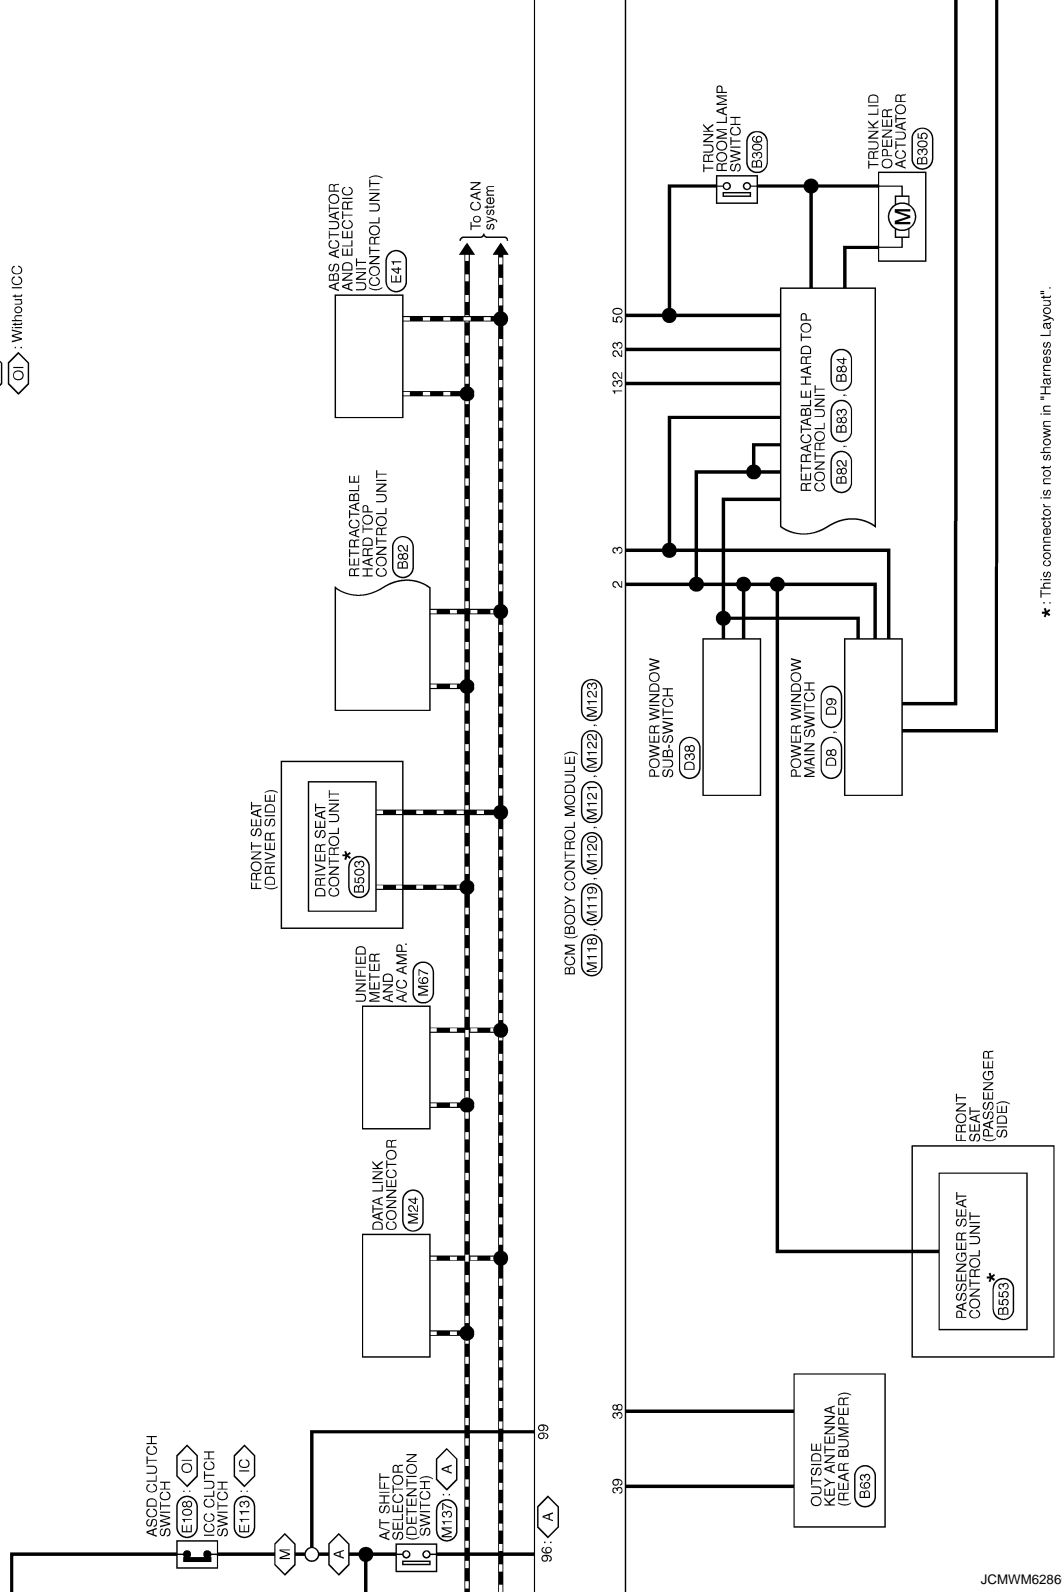 OI : Without ICC
ABS ACTUATOR
AND ELECTRIC
UNIT
(CONTROL UNIT)
E41
To CAN
system
RETRACTABLE
HARD TOP
CONTROL UNIT
B82
FRONT SEAT
(DRIVER SIDE)
DRIVER SEAT
CONTROL UNIT
B503 *
UNIFIED
METER
AND
A/C AMP.
M67
DATA LINK
CONNECTOR
M24
ASCD CLUTCH
SWITCH
E108 : OI
ICC CLUTCH
SWITCH
E113 : IC
M
A
A/T SHIFT
SELECTOR
(DETENTION
SWITCH)
M137 : A
99
96 : A
BCM (BODY CONTROL MODULE)
M118 , M119 , M120 , M121 , M122 , M123
39
38
2
3
132
23
50
TRUNK
ROOM LAMP
SWITCH
B306
TRUNK LID
OPENER
ACTUATOR
B305
M
RETRACTABLE HARD TOP
CONTROL UNIT
B82 , B83 , B84
POWER WINDOW
SUB-SWITCH
D38
POWER WINDOW
MAIN SWITCH
D8 , D9
FRONT
SEAT
(PASSENGER
SIDE)
PASSENGER SEAT
CONTROL UNIT
B553 *
OUTSIDE
KEY ANTENNA
(REAR BUMPER)
B63
* : This connector is not shown in "Harness Layout".
JCMWM6286